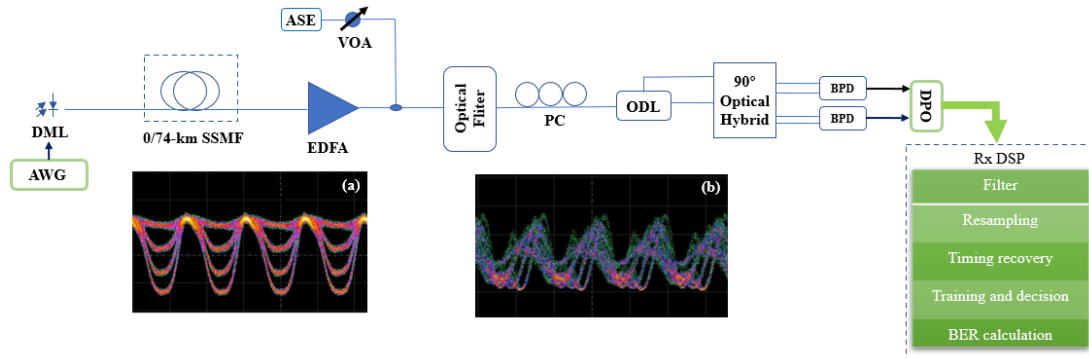 ASE
VOA
DML
AWG
0/74-km SSMF
EDFA
Optical
Fliter
PC
ODL
90°
Optical
Hybrid
BPD
BPD
DPO
(a)
(b)
Rx DSP
Filter
Resampling
Timing recovery
Training and decision
BER calculation